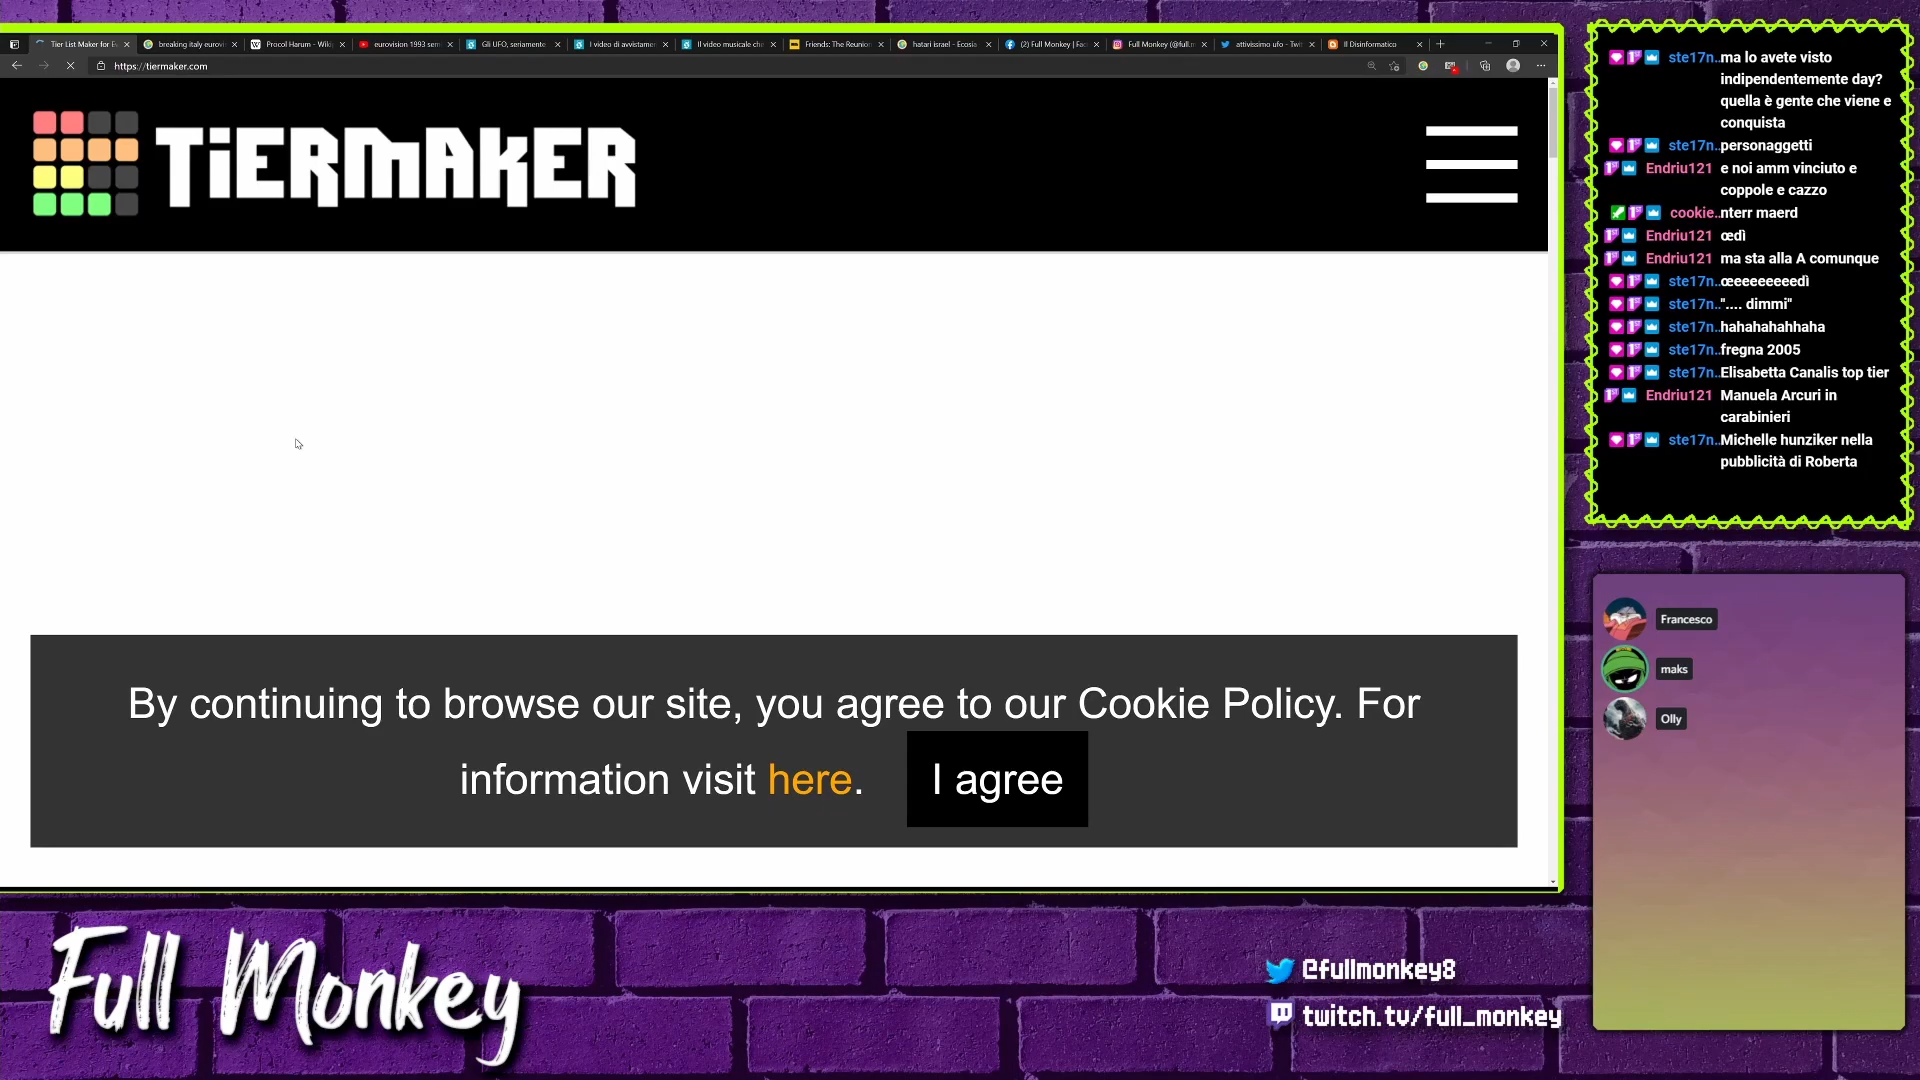 Tier List Maker for E
breaking italy eurovi
Procol Harum - Wiki
eurovision 1993 sem
Gli UFO, seriamente
I video di avvistamen
Il video musicale che
Friends: The Reunion
hatari israel - Ecosia
(2) Full Monkey | Fac
Full Monkey (@full.m
attivissimo ufo - Twit
Il Disinformatico
https://tiermaker.com
TiERMAKER
By continuing to browse our site, you agree to our Cookie Policy. For
information visit here. I agree
ste17n..ma lo avete visto
indipendentemente day?
quella è gente che viene e
conquista
ste17n..personaggetti
Endriu121 e noi amm vinciuto e
coppole e cazzo
cookie..nterr maerd
Endriu121 œdì
Endriu121 ma sta alla A comunque
ste17n..œeeeeeeeedì
ste17n..".... dimmi"
ste17n..hahahahahhaha
ste17n..fregna 2005
ste17n..Elisabetta Canalis top tier
Endriu121 Manuela Arcuri in
carabinieri
ste17n..Michelle hunziker nella
pubblicità di Roberta
Francesco
maks
Olly
Full Monkey
@fullmonkey8
twitch.tv/full_monkey